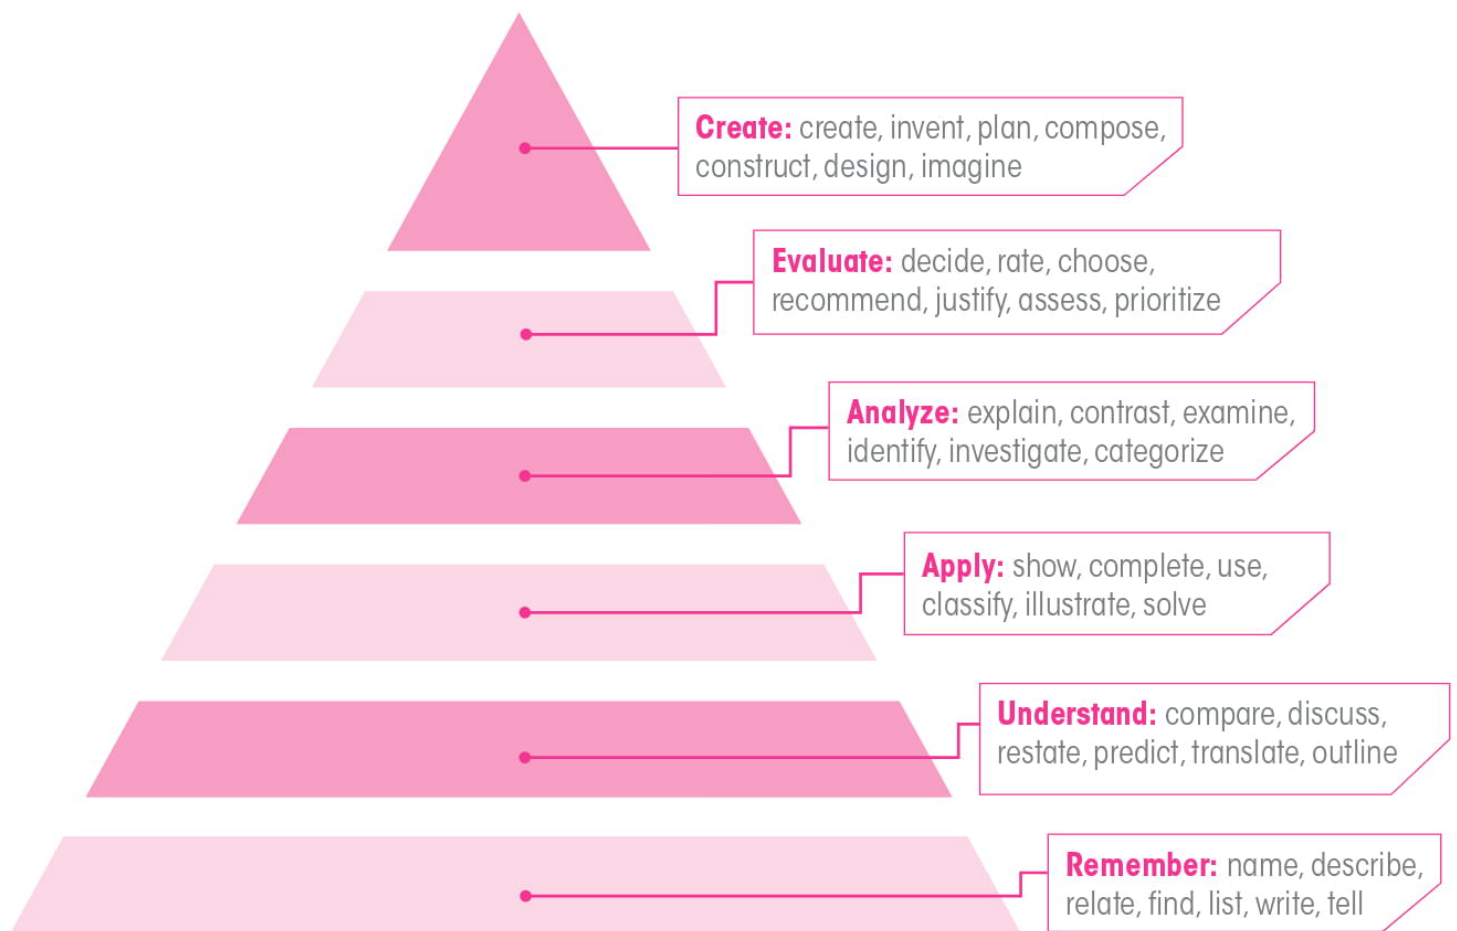 Create: create, invent, plan, compose,
construct, design, imagine
Evaluate: decide, rate, choose,
recommend, justify, assess, prioritize
Analyze: explain, contrast, examine,
identify, investigate, categorize
Apply: show, complete, use,
classify, illustrate, solve
Understand: compare, discuss,
restate, predict, translate, outline
Remember: name, describe,
relate, find, list, write, tell